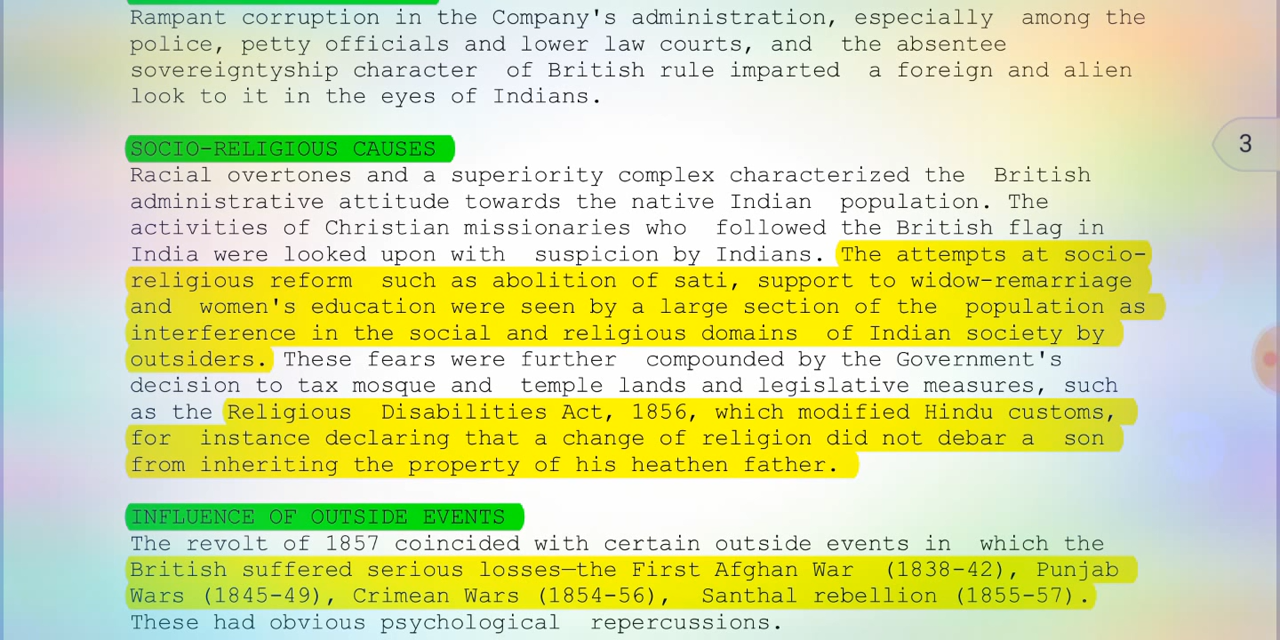 Rampant corruption in the Company's administration, especially among the
police, petty officials and lower law courts, and the absentee
sovereigntyship character of British rule imparted a foreign and alien
look to it in the eyes of Indians.
SOCIO-RELIGIOUS CAUSES
3
Racial overtones and a superiority complex characterized the British
administrative attitude towards the native Indian population. The
activities of Christian missionaries who followed the British flag in
India were looked upon with suspicion by Indians. The attempts at socio-
religious reform such as abolition of sati, support to widow-remarriage
and women's education were seen by a large section of the population as
interference in the social and religious domains of Indian society by
outsiders. These fears were further compounded by the Government's
decision to tax mosque and temple lands and legislative measures, such
as the Religious Disabilities Act, 1856, which modified Hindu customs,
for instance declaring that a change of religion did not debar a son
from inheriting the property of his heathen father.
INFLUENCE OF OUTSIDE EVENTS
The revolt of 1857 coincided with certain outside events in which the
British suffered serious losses—the First Afghan War (1838-42), Punjab
Wars (1845-49), Crimean Wars (1854-56), Santhal rebellion (1855-57).
These had obvious psychological repercussions.